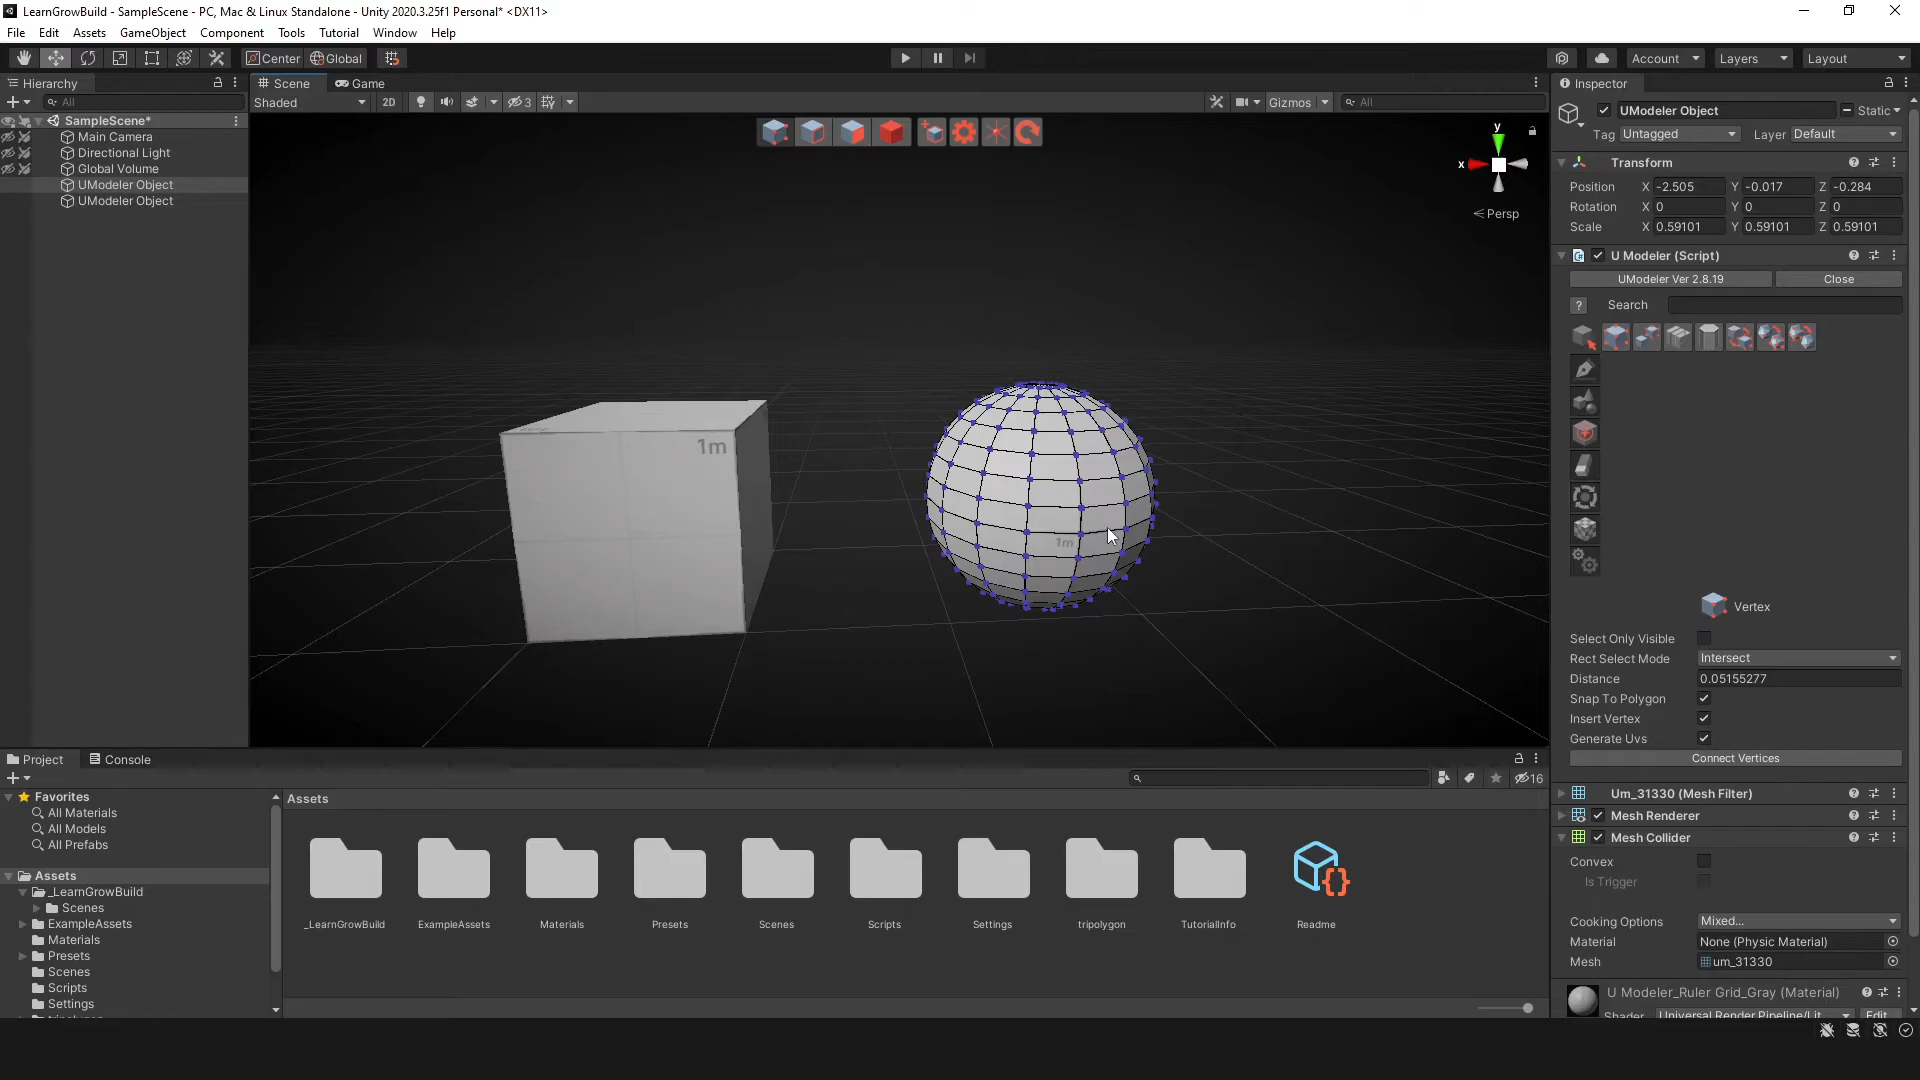 LearnGrowBuild - SampleScene - PC, Mac & Linux Standalone - Unity 2020.3.25f1 Personal* <DX11>
File Edit Assets GameObject Component Tools Tutorial Window Help
Center Global Account Layers Layout
Hierarchy
Scene Game
Inspector
All
Shaded 2D 3 Gizmos All
SampleScene*
Main Camera
Directional Light
Global Volume
UModeler Object
UModeler Object
y
x
Persp
1m
1m
UModeler Object Static
Tag Untagged Layer Default
Transform
Position X -2.505 Y -0.017 Z -0.284
Rotation X 0 Y 0 Z 0
Scale X 0.59101 Y 0.59101 Z 0.59101
U Modeler (Script)
UModeler Ver 2.8.19 Close
? Search
Vertex
Select Only Visible
Rect Select Mode Intersect
Distance 0.05155277
Snap To Polygon
Insert Vertex
Generate Uvs
Connect Vertices
Um_31330 (Mesh Filter)
Mesh Renderer
Mesh Collider
Convex
Is Trigger
Cooking Options Mixed...
Material None (Physic Material)
Mesh um_31330
U Modeler_Ruler Grid_Gray (Material)
Shader Universal Render Pipeline/Lit Edit...
Project Console
16
Favorites
All Materials
All Models
All Prefabs
Assets
_LearnGrowBuild
Scenes
ExampleAssets
Materials
Presets
Scenes
Scripts
Settings
Assets
_LearnGrowBuild ExampleAssets Materials Presets Scenes Scripts Settings tripolygon TutorialInfo Readme